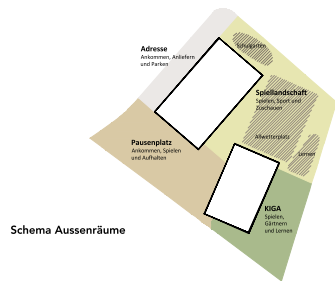 Schulgarten
Adresse
Ankommen, Anliefern
und Parken
Spiellandschaft
Spielen, Sport und
Zuschauen
Allwetterplatz
Pausenplatz
Ankommen, Spielen
und Aufhalten
Lernen
KIGA
Spielen,
Gärtnern
und Lernen
Schema Aussenräume